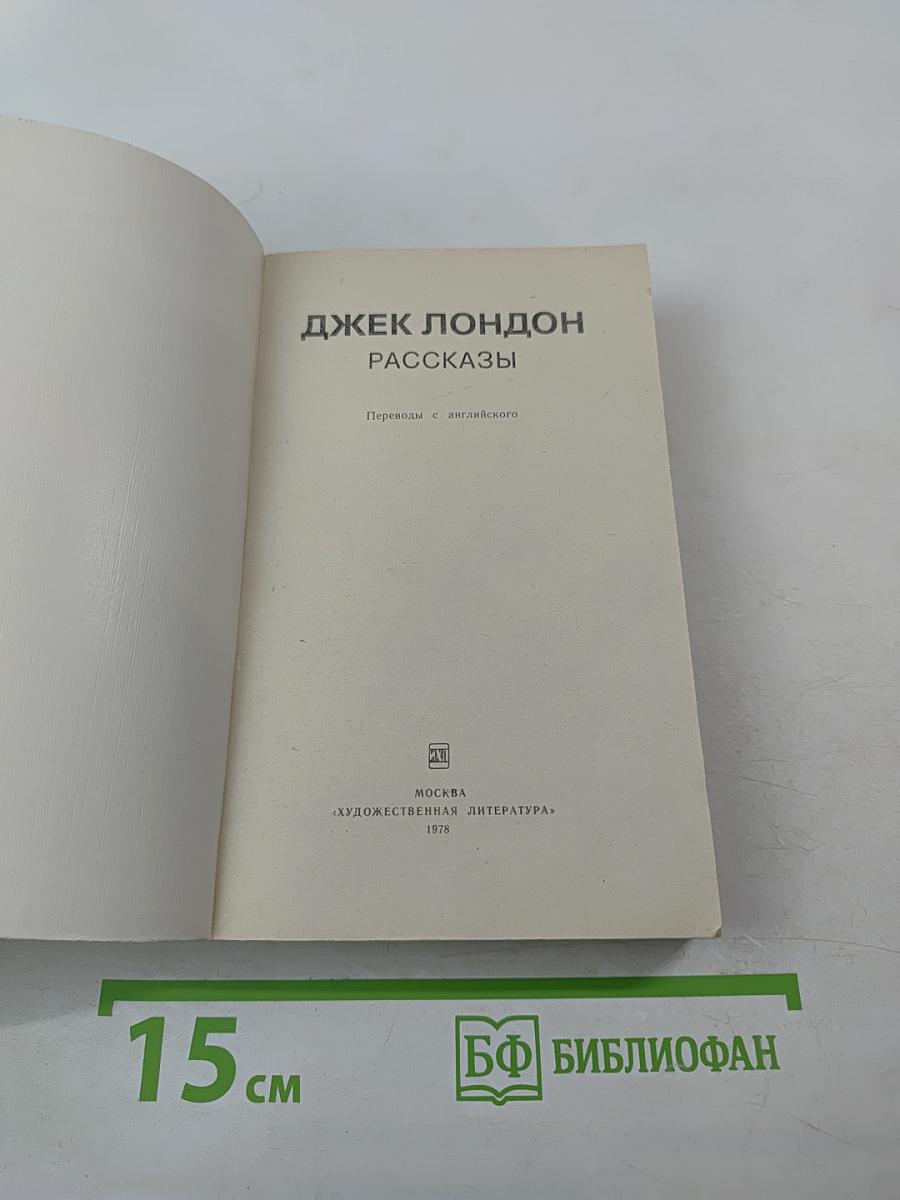 ДЖЕК ЛОНДОН
РАССКАЗЫ
Переводы с английского
МОСКВА
«ХУДОЖЕСТВЕННАЯ ЛИТЕРАТУРА»
1978
15 см
БФ БИБЛИОФАН